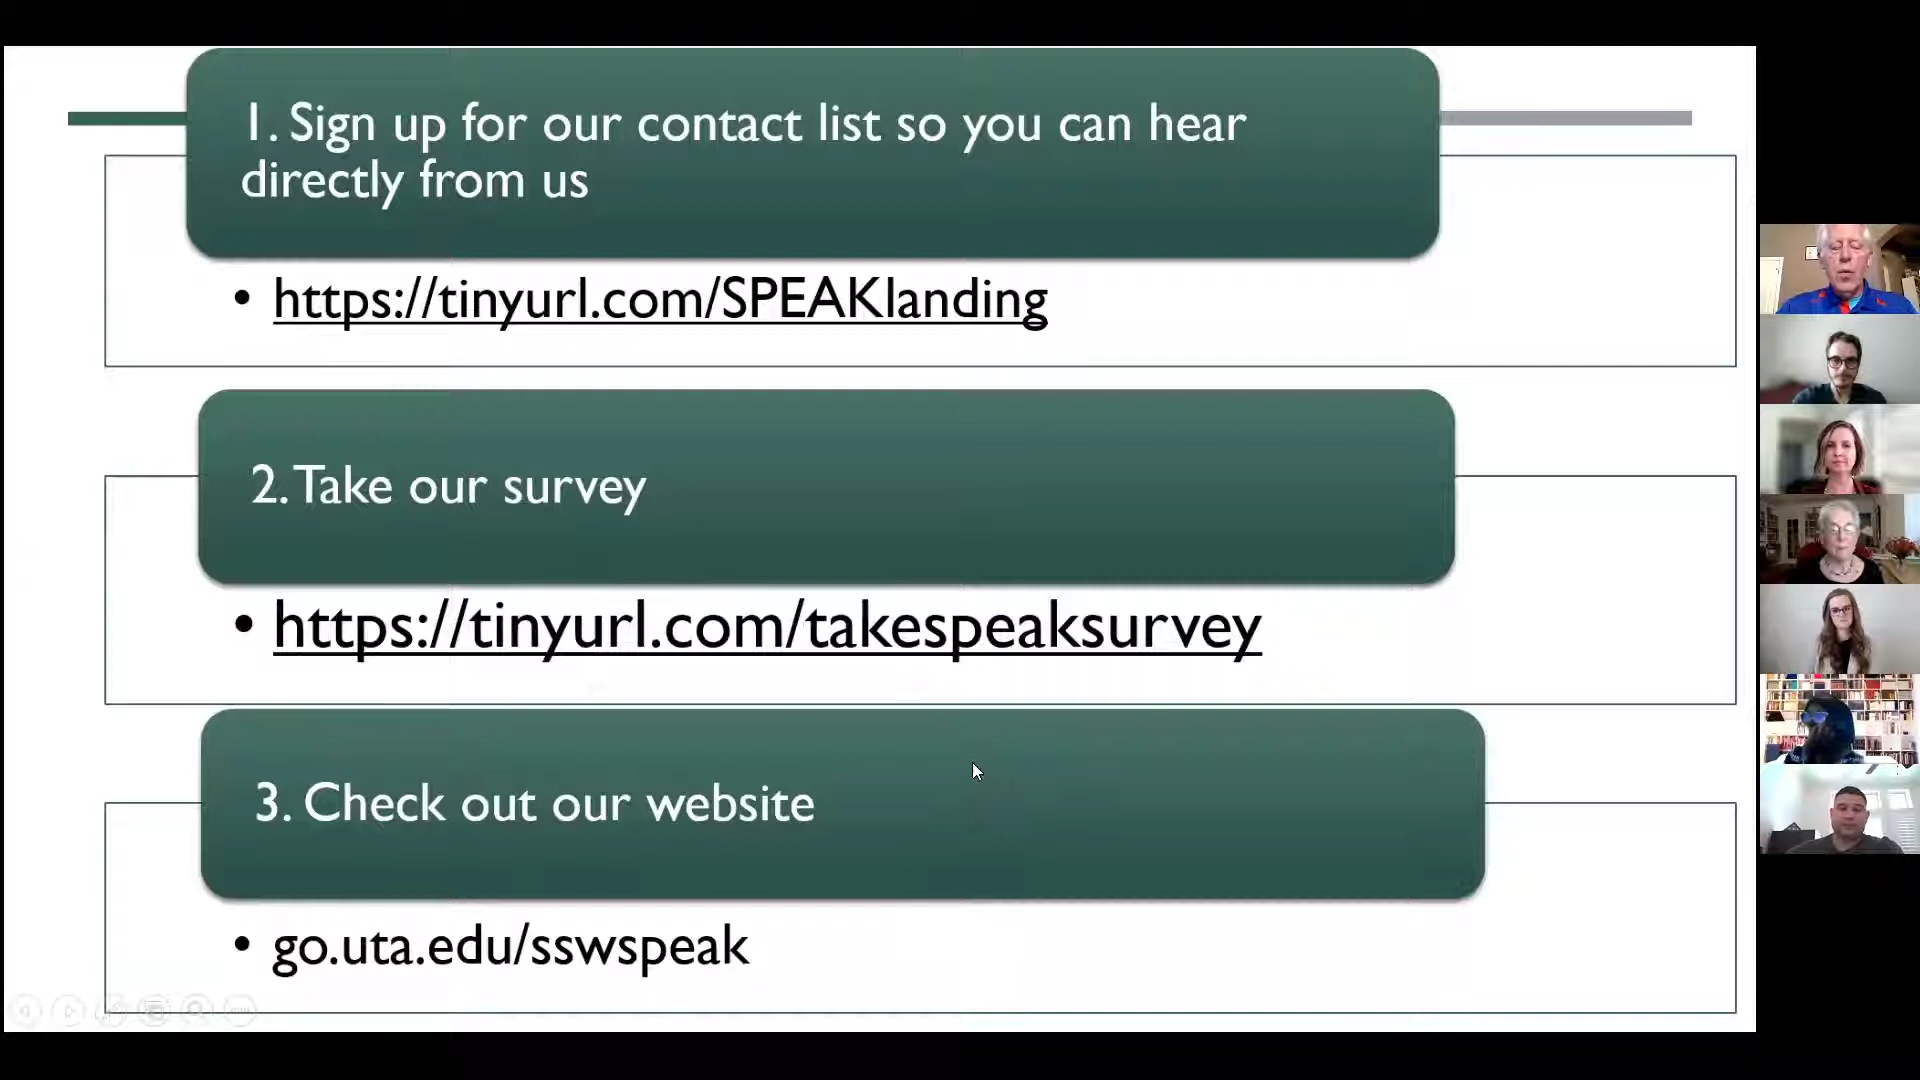 1. Sign up for our contact list so you can hear
directly from us
• https://tinyurl.com/SPEAKlanding
2. Take our survey
• https://tinyurl.com/takespeaksurvey
3. Check out our website
• go.uta.edu/sswspeak